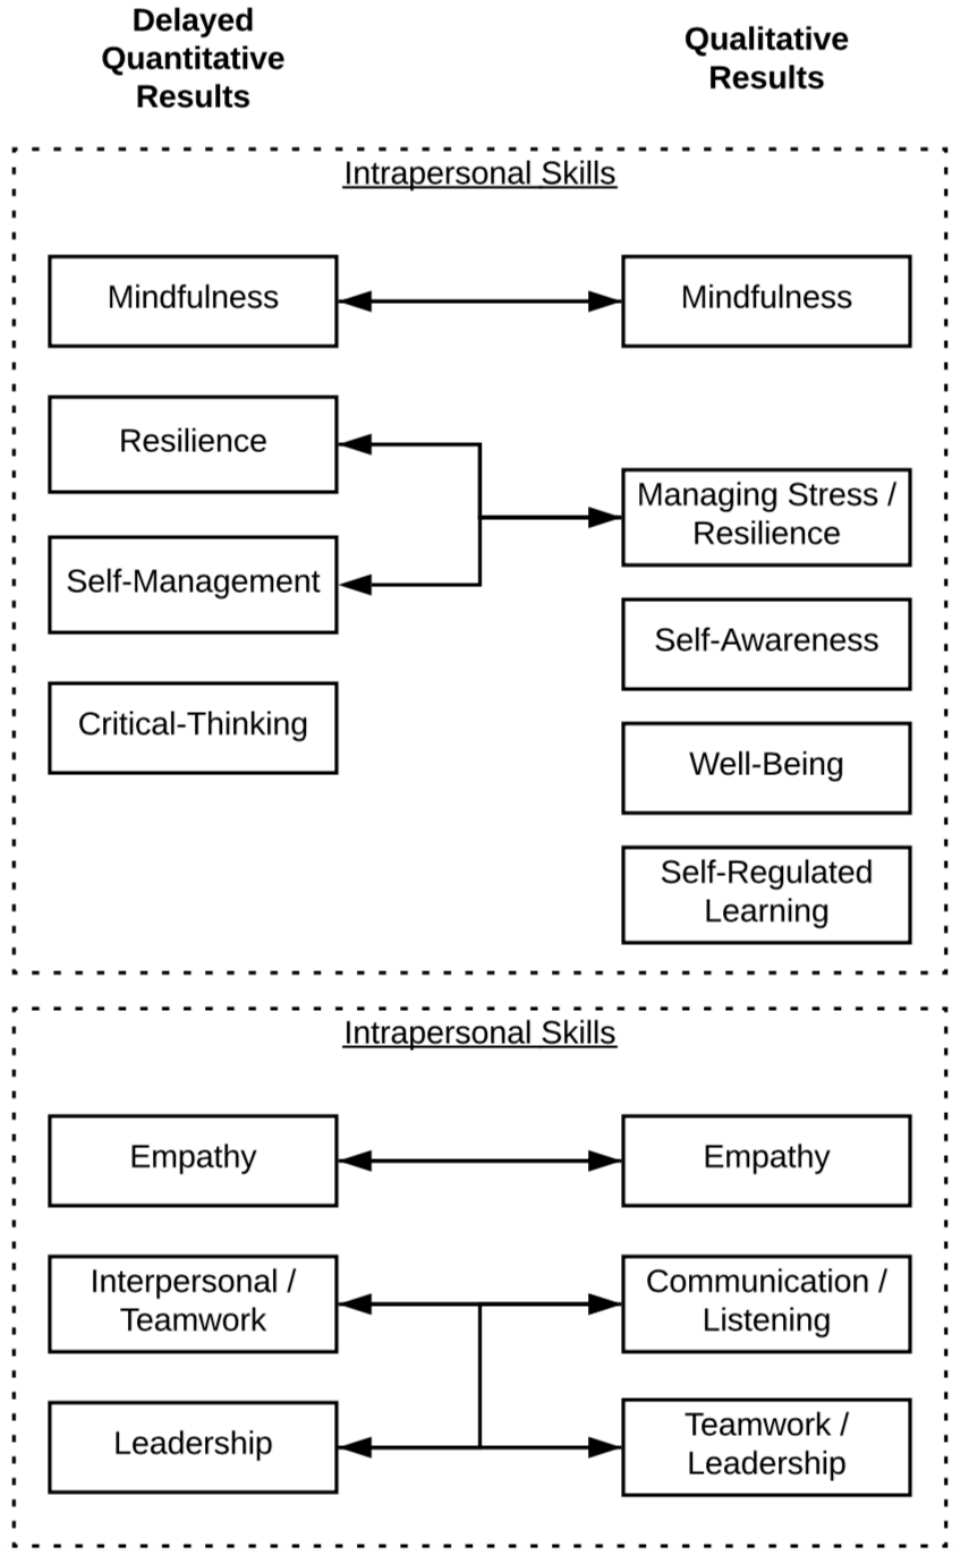 Delayed
Quantitative
Results
Qualitative
Results
Intrapersonal Skills
Mindfulness
Mindfulness
Resilience
Managing Stress /
Resilience
Self-Management
Self-Awareness
Critical-Thinking
Well-Being
Self-Regulated
Learning
Intrapersonal Skills
Empathy
Empathy
Interpersonal /
Teamwork
Communication /
Listening
Leadership
Teamwork /
Leadership